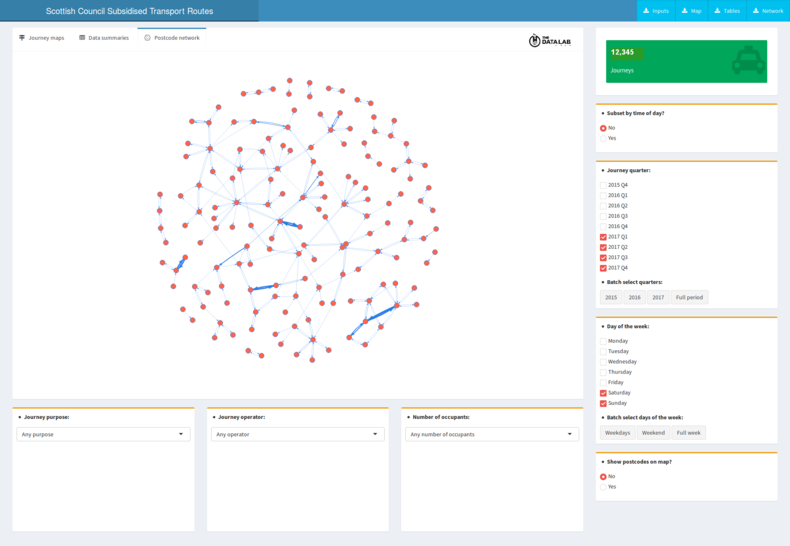 Scottish Council Subsidised Transport Routes
Inputs
Map
Tables
Network
Journey maps
Data summaries
Postcode network
THE
DATALAB
12,345
Journeys
Subset by time of day?
No
Yes
Journey quarter:
2015 Q4
2016 Q1
2016 Q2
2016 Q3
2016 Q4
2017 Q1
2017 Q2
2017 Q3
2017 Q4
Batch select quarters:
2015 2016 2017 Full period
Day of the week:
Monday
Tuesday
Wednesday
Thursday
Friday
Saturday
Sunday
Batch select days of the week:
Weekdays Weekend Full week
Show postcodes on map?
No
Yes
Journey purpose:
Any purpose
Journey operator:
Any operator
Number of occupants:
Any number of occupants